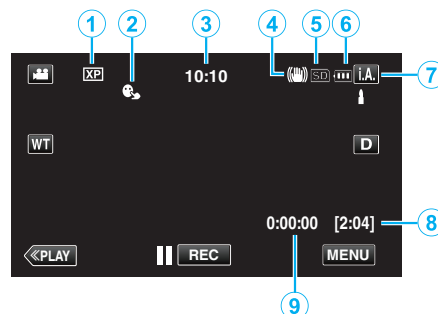 1 2 3 4 5 6
XP 10:10 SD i.A. 7
WT D
0:00:00 [2:04] 8
≪PLAY REC MENU
9